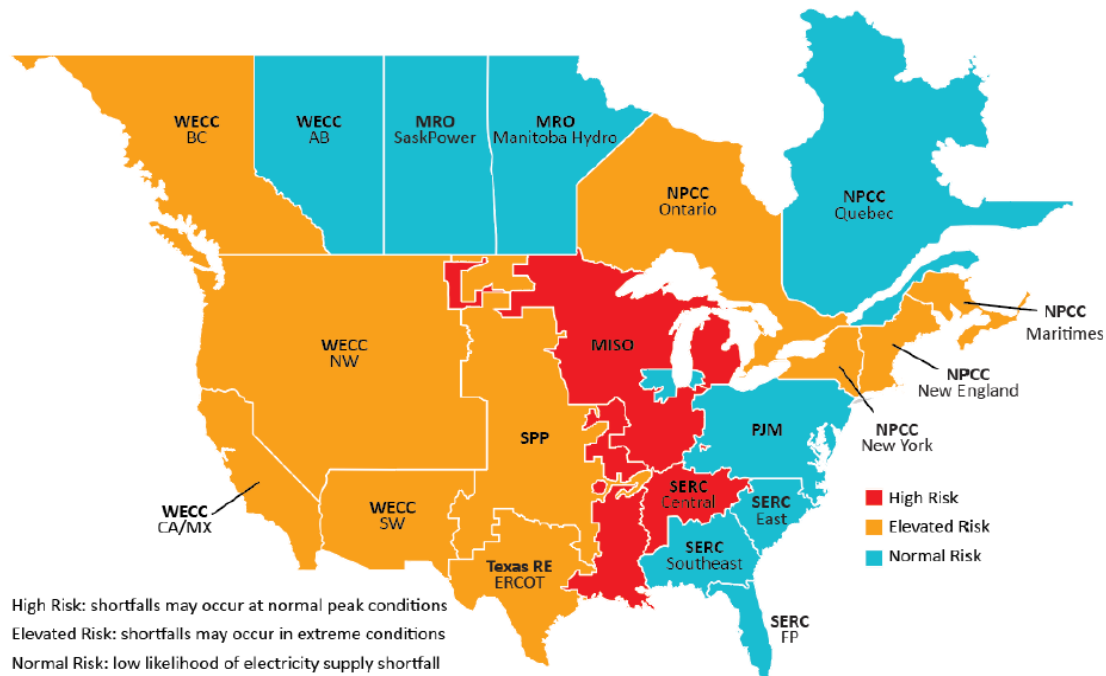 WECC
BC
WECC
AB
MRO
SaskPower
MRO
Manitoba Hydro
NPCC
Ontario
NPCC
Quebec
NPCC
Maritimes
NPCC
New England
NPCC
New York
WECC
NW
MISO
SPP
PJM
WECC
CA/MX
WECC
SW
SERC
Central
SERC
East
SERC
Southeast
Texas RE
ERCOT
SERC
FP
High Risk
Elevated Risk
Normal Risk
High Risk: shortfalls may occur at normal peak conditions
Elevated Risk: shortfalls may occur in extreme conditions
Normal Risk: low likelihood of electricity supply shortfall